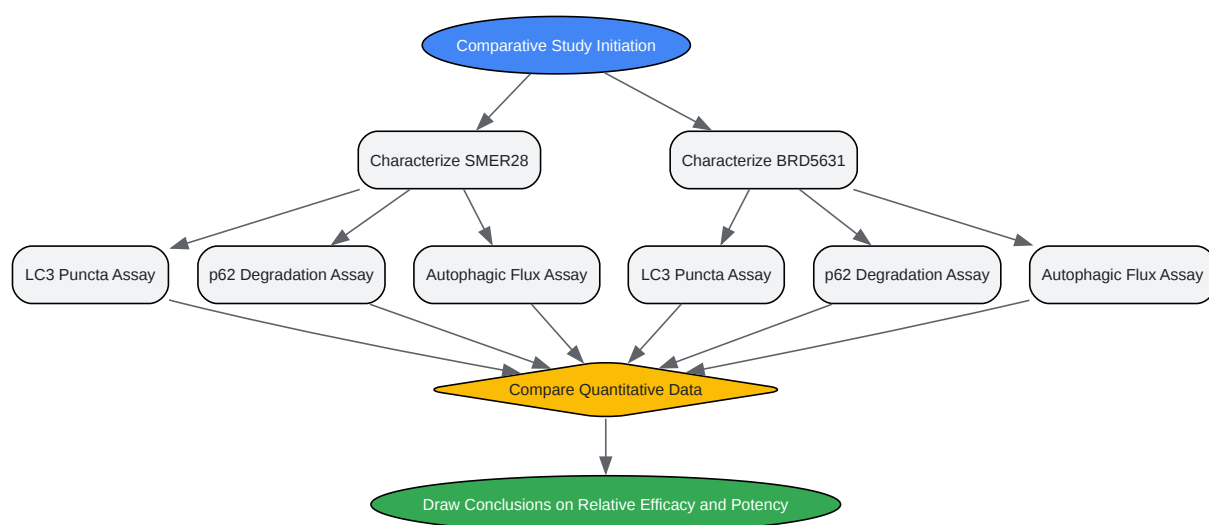 Comparative Study Initiation
Characterize SMER28
Characterize BRD5631
LC3 Puncta Assay
p62 Degradation Assay
Autophagic Flux Assay
LC3 Puncta Assay
p62 Degradation Assay
Autophagic Flux Assay
Compare Quantitative Data
Draw Conclusions on Relative Efficacy and Potency